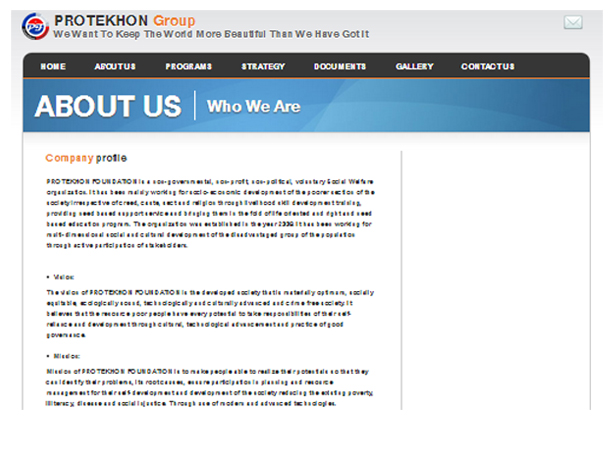 PROTEKHON Group
We Want To Keep The World More Beautiful Than We Have Got It
HOME ABOUT US PROGRAMS STRATEGY DOCUMENTS GALLERY CONTACT US
ABOUT US Who We Are
Company profile
PROTEKHON FOUNDATION is a non-governmental, non-profit, non-political, voluntary Social Welfare
organization. It has been mainly working for socio-economic development of the poorer section of the
society irrespective of creed, caste, sect and religion through livelihood skill development training,
providing need based support service and bringing them in the fold of life oriented and right and need
based education program. The organization was established in the year It has been working for
multi-dimensional social and cultural development of the disadvantaged group of the population
through active participation of stakeholders.
• Vision:
The vision of PROTEKHON FOUNDATION is the developed society that is materially optimum, socially
equitable, ecologically sound, technologically and culturally advanced and crime free society. It
believes that the resource poor people have every potential to take responsibilities of their self-
reliance and development through cultural, technological advancement and practice of good
governance.
• Mission:
Mission of PROTEKHON FOUNDATION is to make people able to realize their potentials so that they
can identify their problems, its root causes, ensure participation in planning and resource
management for their self-development and development of the society reducing the existing poverty,
illiteracy, disease and social injustice. Through use of modern and advanced technologies.